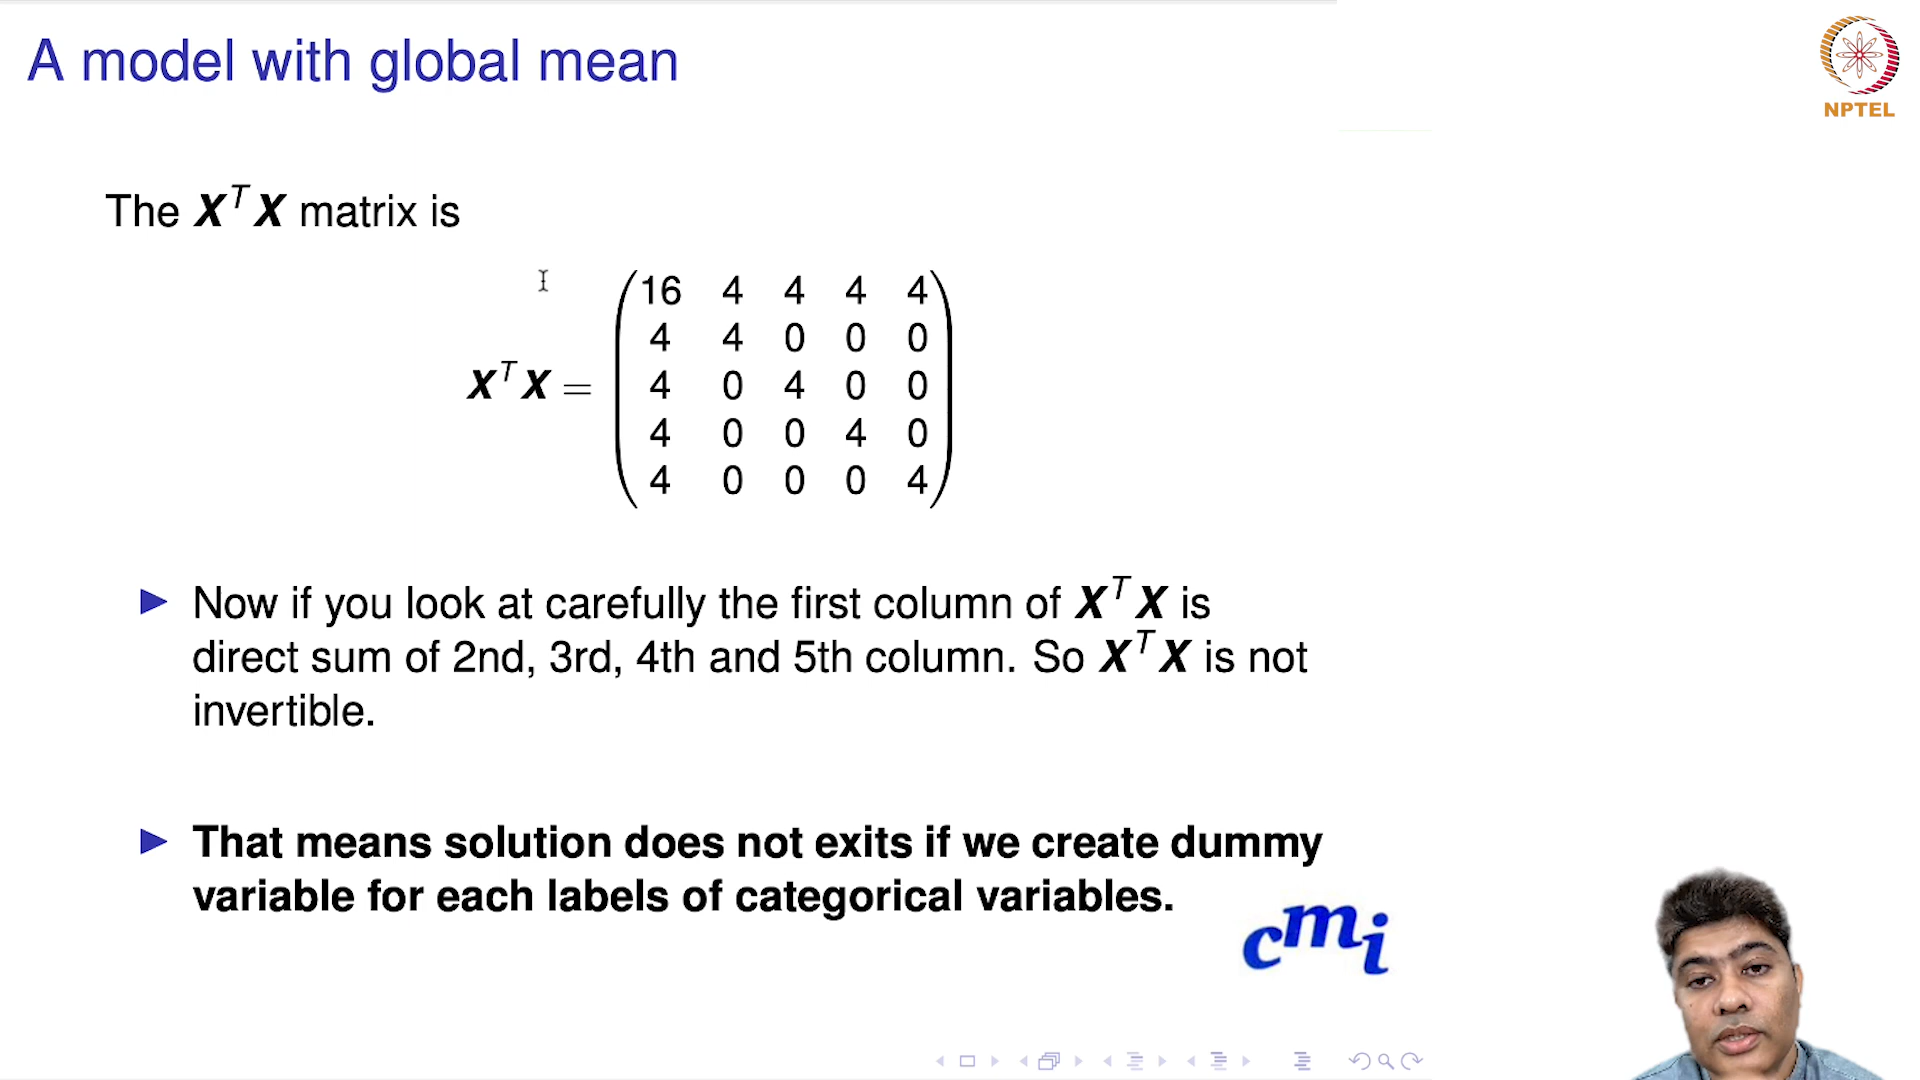 A model with global mean
NPTEL
The X^T X matrix is
X^T X =
16 4 4 4 4
4 4 0 0 0
4 0 4 0 0
4 0 0 4 0
4 0 0 0 4
Now if you look at carefully the first column of X^T X is
direct sum of 2nd, 3rd, 4th and 5th column. So X^T X is not
invertible.
That means solution does not exits if we create dummy
variable for each labels of categorical variables.
cmi